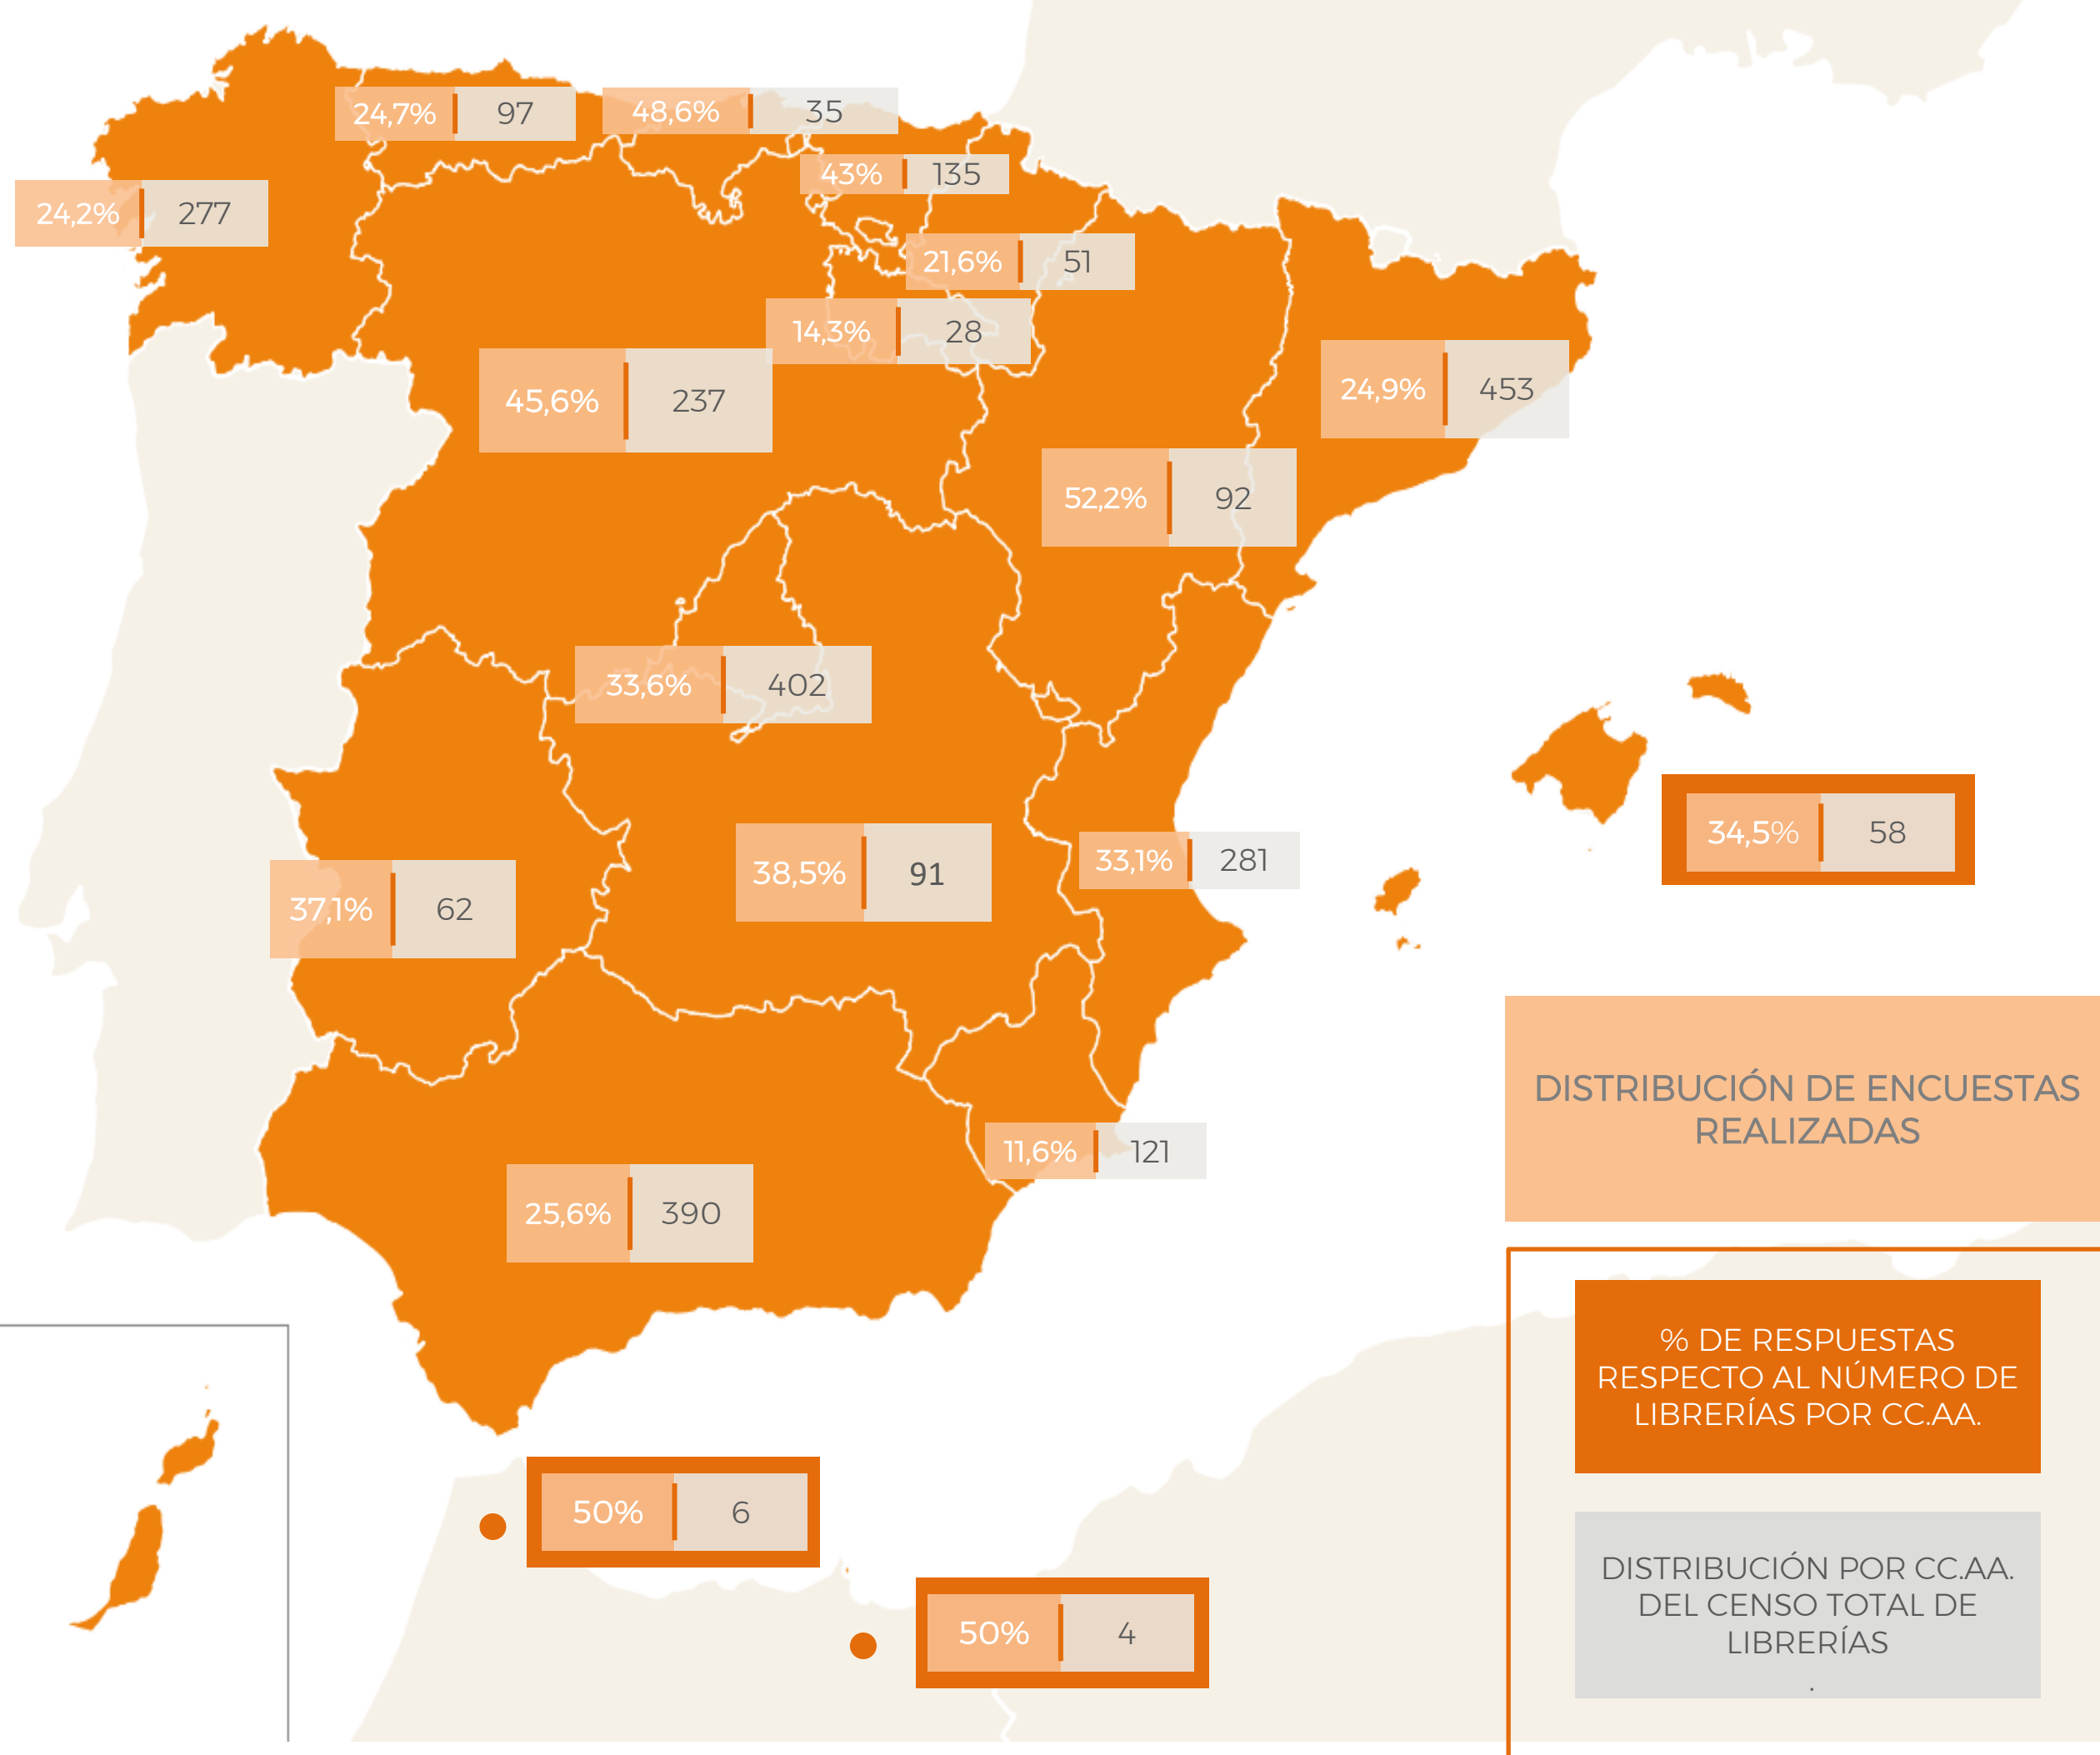 24,7% 97
48,6% 35
43% 135
24,2% 277
21,6% 51
14,3% 28
45,6% 237
24,9% 453
52,2% 92
33,6% 402
34,5% 58
38,5% 91
33,1% 281
37,1% 62
DISTRIBUCIÓN DE ENCUESTAS
REALIZADAS
11,6% 121
25,6% 390
% DE RESPUESTAS
RESPECTO AL NÚMERO DE
LIBRERÍAS POR CC.AA.
50% 6
DISTRIBUCIÓN POR CC.AA.
DEL CENSO TOTAL DE
LIBRERÍAS
.
50% 4